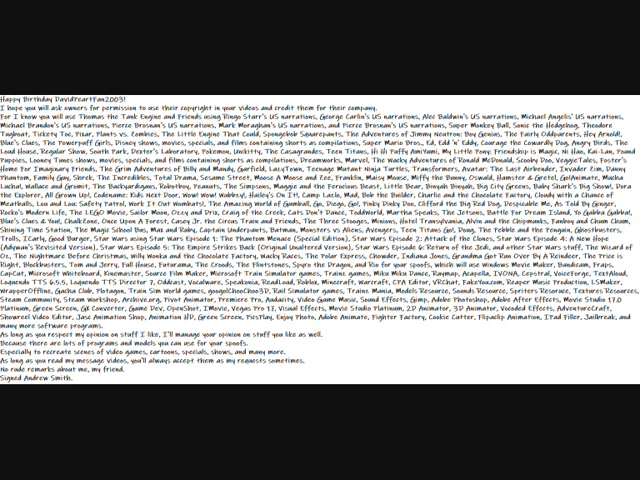 Happy Birthday DavidPeartFan2003!
I hope you will ask owners for permission to use their copyright in your videos and credit them for their company.
For I know you will use Thomas the Tank Engine and Friends using Ringo Starr's US narrations, George Carlin's US narrations, Alec Baldwin's US narrations, Michael Angelis' US narrations,
Michael Brandon's US narrations, Pierce Brosnan's US narrations, Mark Moraghan's US narrations, and Pierce Brosnan's US narrations, Super Monkey Ball, Sonic the Hedgehog, Theodore
Tugboat, Tickety Toc, Pixar, Plants vs. Zombies, The Little Engine That Could, Spongebob Squarepants, The Adventures of Jimmy Neutron: Boy Genius, The Fairly Oddparents, Hey Arnold!,
Blue's Clues, The Powerpuff Girls, Disney shows, movies, specials, and films containing shorts as compilations, Super Mario Bros., Ed, Edd 'n' Eddy, Courage the Cowardly Dog, Angry Birds, The
Loud House, Regular Show, South Park, Dexter's Laboratory, Pokemon, Unikitty, The Casagrandes, Teen Titans, Hi Hi Puffy AmiYumi, My Little Pony: Friendship is Magic, Ni Hao, Kai-Lan, Pound
Puppies, Looney Tunes shows, movies, specials, and films containing shorts as compilations, Dreamworks, Marvel, The Wacky Adventures of Ronald McDonald, Scooby Doo, VeggieTales, Foster's
Home For Imaginary Friends, The Grim Adventures of Billy and Mandy, Garfield, LazyTown, Teenage Mutant Ninja Turtles, Transformers, Avatar: The Last Airbender, Invader Zim, Danny
Phantom, Family Guy, Shrek, The Incredibles, Total Drama, Sesame Street, Moose A Moose and Zee, Franklin, Maisy Mouse, Miffy the Bunny, Oswald, Hamster & Gretel, GoAnimate, Mucha
Lucha!, Wallace and Gromit, The Backyardigans, Robotboy, Peanuts, The Simpsons, Maggie and the Ferocious Beast, Little Bear, Binyah Binyah, Big City Greens, Baby Shark's Big Show!, Dora
the Explorer, All Grown Up!, Codename: Kids Next Door, Wow! Wow! Wubbzy!, Hailey's On It!, Camp Lazlo, Mad, Bob the Builder, Charlie and the Chocolate Factory, Cloudy with a Chance of
Meatballs, Lou and Lou: Safety Patrol, Work It Out Wombats!, The Amazing World of Gumball, Go, Diego, Go!, Pinky Dinky Doo, Clifford the Big Red Dog, Despicable Me, As Told By Ginger,
Rocko's Modern Life, The LEGO Movie, Sailor Moon, Ozzy and Drix, Craig of the Creek, Cats Don't Dance, ToddWorld, Martha Speaks, The Jetsons, Battle For Dream Island, Yo Gabba Gabba!,
Blue's Clues & You!, ChalkZone, Once Upon A Forest, Casey Jr. the Circus Train and Friends, The Three Stooges, Minions, Hotel Transylvania, Alvin and the Chipmunks, Fanboy and Chum Chum,
Shining Time Station, The Magic School Bus, Max and Ruby, Captain Underpants, Batman, Monsters vs Aliens, Avengers, Teen Titans Go!, Doug, The Pebble and the Penguin, Ghostbusters,
Trolls, ICarly, Good Burger, Star Wars using Star Wars Episode 1: The Phantom Menace (Special Edition), Star Wars Episode 2: Attack of the Clones, Star Wars Episode 4: A New Hope
(Adywan's Revisited Version), Star Wars Episode 5: The Empire Strikes Back (Original Unaltered Version), Star Wars Episode 6: Return of the Jedi, and other Star Wars stuff, The Wizard of
Oz, The Nightmare Before Christmas, Willy Wonka and the Chocolate Factory, Wacky Races, The Polar Express, Chowder, Indiana Jones, Grandma Got Run Over By A Reindeer, The Price is
Right, Blockbusters, Tom and Jerry, Full House, Futurama, The Croods, The Flintstones, Spyro the Dragon, and Rio for your spoofs, which will use Windows Movie Maker, Bandicam, Fraps,
CapCut, Microsoft Whiteboard, Kinemaster, Source Film Maker, Microsoft Train Simulator games, Trainz games, Miku Miku Dance, Raymap, Acapella, IVONA, Cepstral, VoiceForge, TextAloud,
Loquendo TTS 6.5.5, Loquendo TTS Director 7, Oddcast, Vocalware, Speakonia, ReadLoud, Roblox, Minecraft, Warcraft, CPA Editor, VRChat, FakeYou.com, Reaper Music Production, LSMaker,
WrapperOffline, Gacha Club, Plotagon, Train Sim World games, googolChooChoo3D, Rail Simulator games, Trainz, Mania, Models Resource, Sounds Resource, Spriters Resource, Textures Resources,
Steam Community, Steam Workshop, Archive.org, Pivot Animator, Premiere Pro, Audacity, Video Game Music, Sound Effects, Gimp, Adobe Photoshop, Adobe After Effects, Movie Studio 17.0
Platinum, Green Screen, GX Converter, Game Dev, OpenShot, IMovie, Vegas Pro 17, Visual Effects, Movie Studio Platinum, 2D Animator, 3D Animator, Vocoded Effects, AdventureCraft,
Shotwell Video Editor, Jasc Animation Shop, Animation HD, Green Screen, PicsPlay, Enjoy Photo, Adobe Animate, Fighter Factory, Cookie Cutter, Flipaclip Animation, IPad Filler, Jailbreak, and
many more software programs.
As long as you respect my opinion on stuff I like, I'll manage your opinion on stuff you like as well.
Because there are lots of programs and models you can use for your spoofs.
Especially to recreate scenes of video games, cartoons, specials, shows, and many more.
As long as you read my message videos, you'll always accept them as my requests sometimes.
No rude remarks about me, my friend.
Signed Andrew Smith.